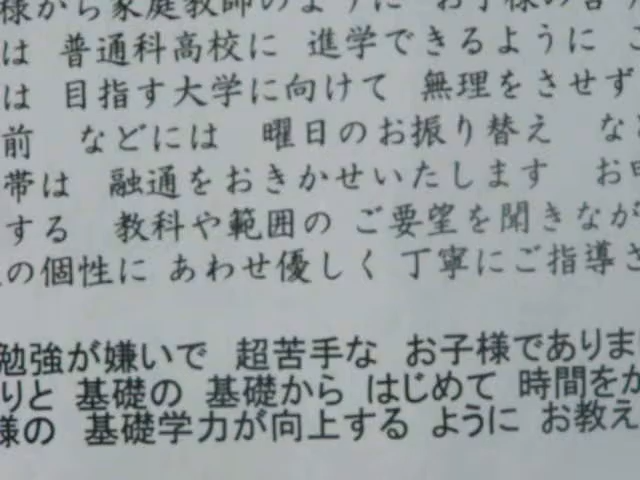 様から家庭教師のように お子様の
は 普通科高校に 進学できるように
は 目指す大学に向けて 無理をさせず
前 などには 曜日のお振り替え な
帯は 融通をおきかせいたします お
する 教科や範囲の ご要望を聞きなが
の個性に あわせ優しく 丁寧にご指導さ
勉強が嫌いで 超苦手な お子様でありま
りと 基礎の 基礎から はじめて 時間をか
様の 基礎学力が向上する ように お教え